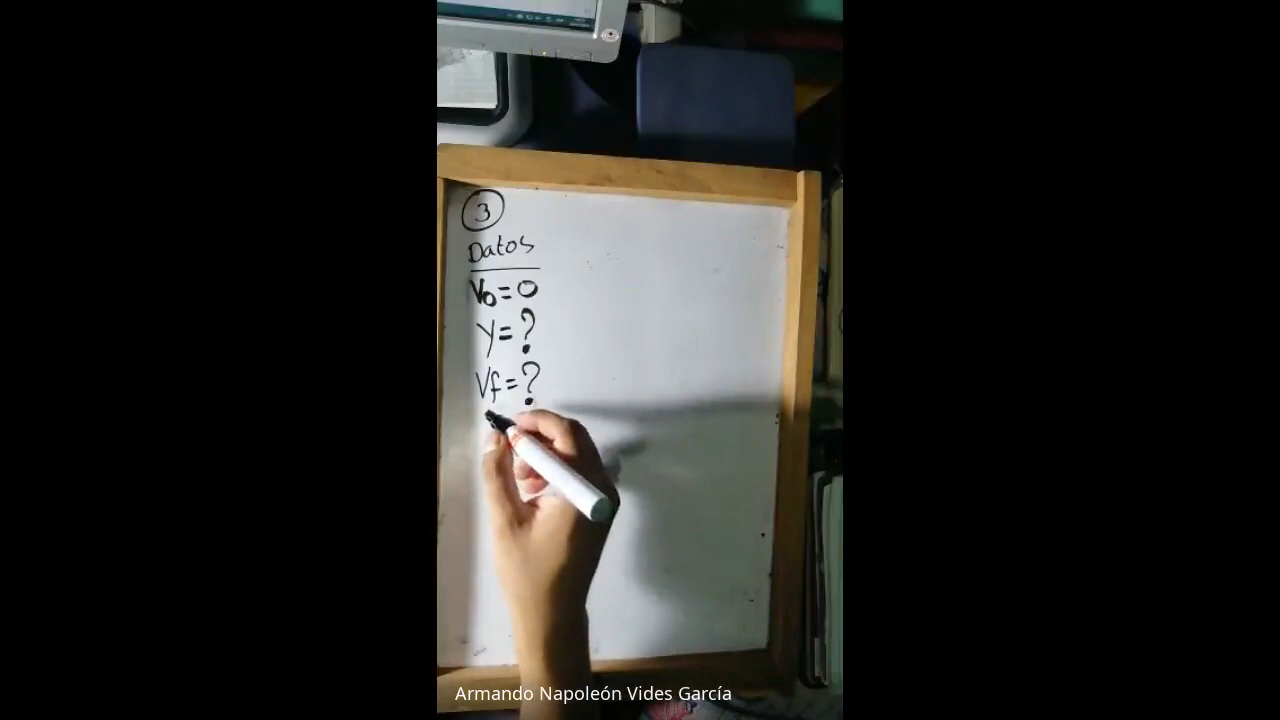 3
Datos
Vo=0
y=?
Vf=?
Armando Napoleón Vides García